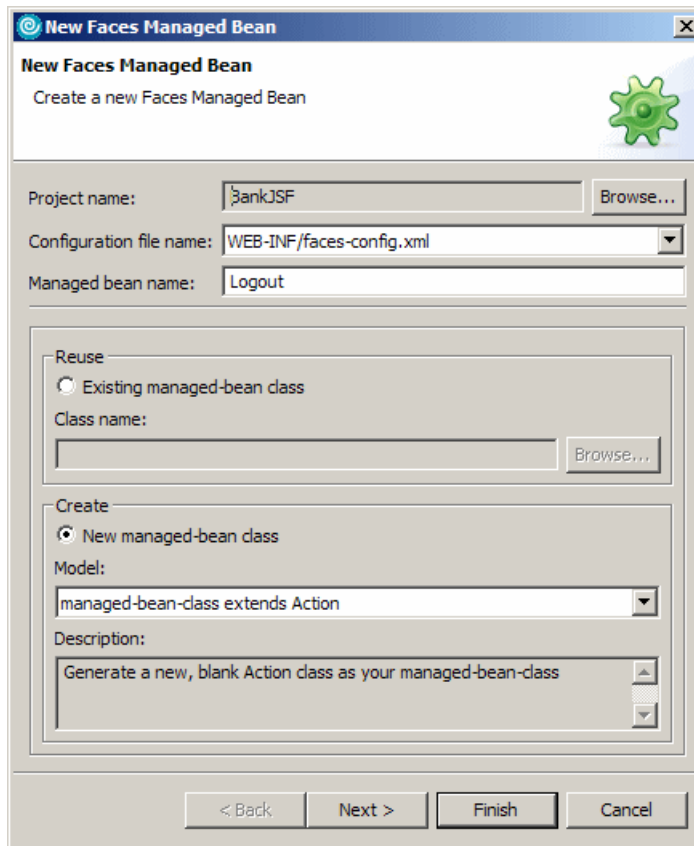 New Faces Managed Bean
New Faces Managed Bean
Create a new Faces Managed Bean
Project name: BankJSF Browse...
Configuration file name: WEB-INF/faces-config.xml
Managed bean name: Logout
Reuse
Existing managed-bean class
Class name:
Browse...
Create
New managed-bean class
Model:
managed-bean-class extends Action
Description:
Generate a new, blank Action class as your managed-bean-class
< Back Next > Finish Cancel